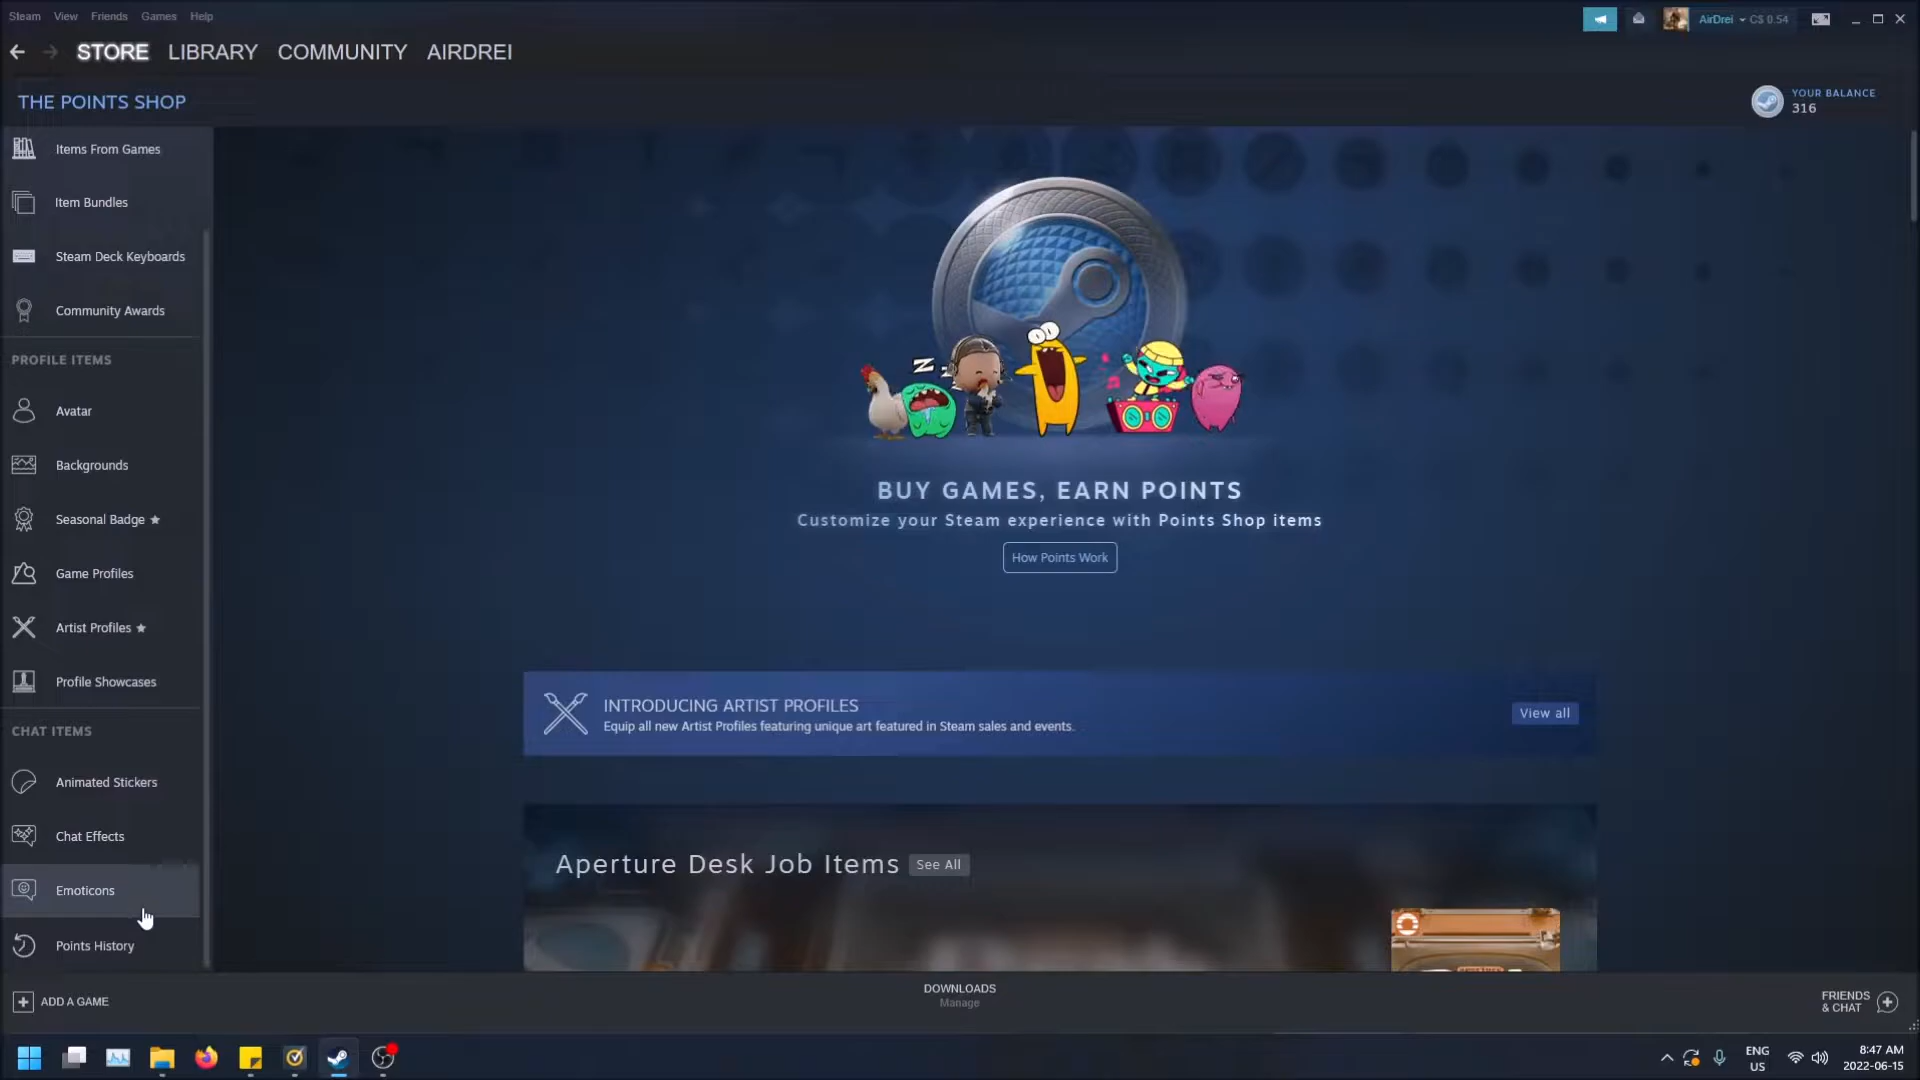 Steam View Friends Games Help
AirDrei C$ 0.54
STORE LIBRARY COMMUNITY AIRDREI
THE POINTS SHOP
YOUR BALANCE
316
Items From Games
Item Bundles
Steam Deck Keyboards
Community Awards
PROFILE ITEMS
Avatar
Backgrounds
Seasonal Badge ★
Game Profiles
Artist Profiles ★
Profile Showcases
CHAT ITEMS
Animated Stickers
Chat Effects
Emoticons
Points History
Z
BUY GAMES, EARN POINTS
Customize your Steam experience with Points Shop items
How Points Work
INTRODUCING ARTIST PROFILES
Equip all new Artist Profiles featuring unique art featured in Steam sales and events.
View all
Aperture Desk Job Items See All
ADD A GAME
DOWNLOADS
Manage
FRIENDS
& CHAT
ENG
US
8:47 AM
2022-06-15